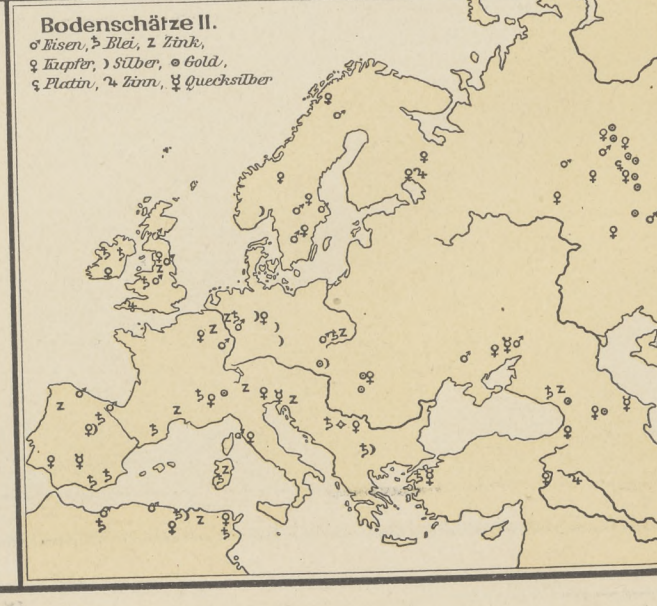 Bodenschätze II.
♂ Eisen, ♄ Blei, Z Zink,
♀ Kupfer, ☽ Silber, ⊙ Gold,
ʢ Platin, ♃ Zinn, ☿ Quecksilber